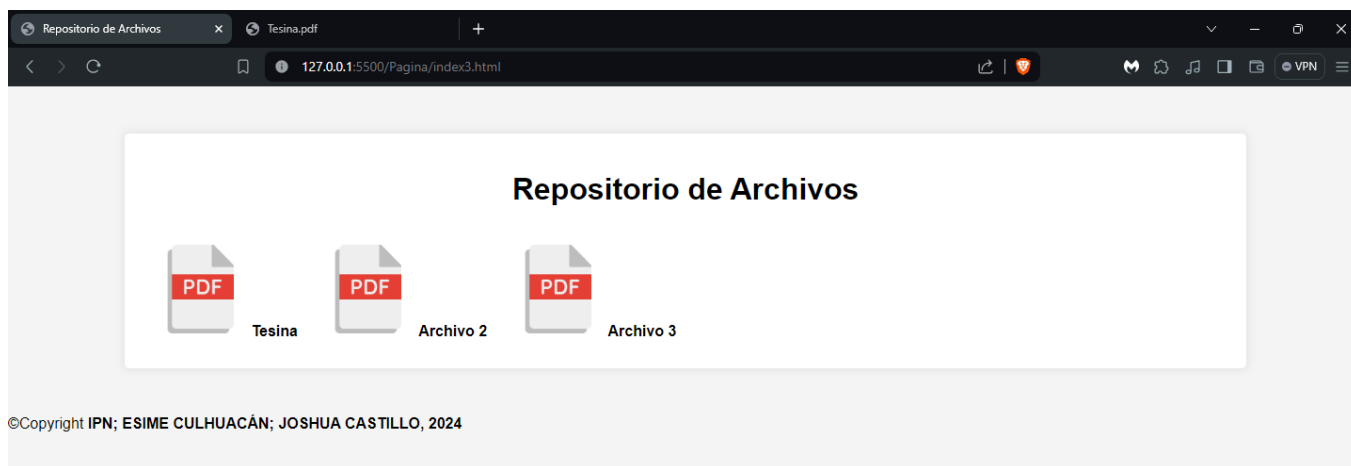 Repositorio de Archivos
Tesina.pdf
127.0.0.1:5500/Pagina/index3.html
VPN
Repositorio de Archivos
PDF PDF PDF
Tesina Archivo 2 Archivo 3
©Copyright IPN; ESIME CULHUACÁN; JOSHUA CASTILLO, 2024